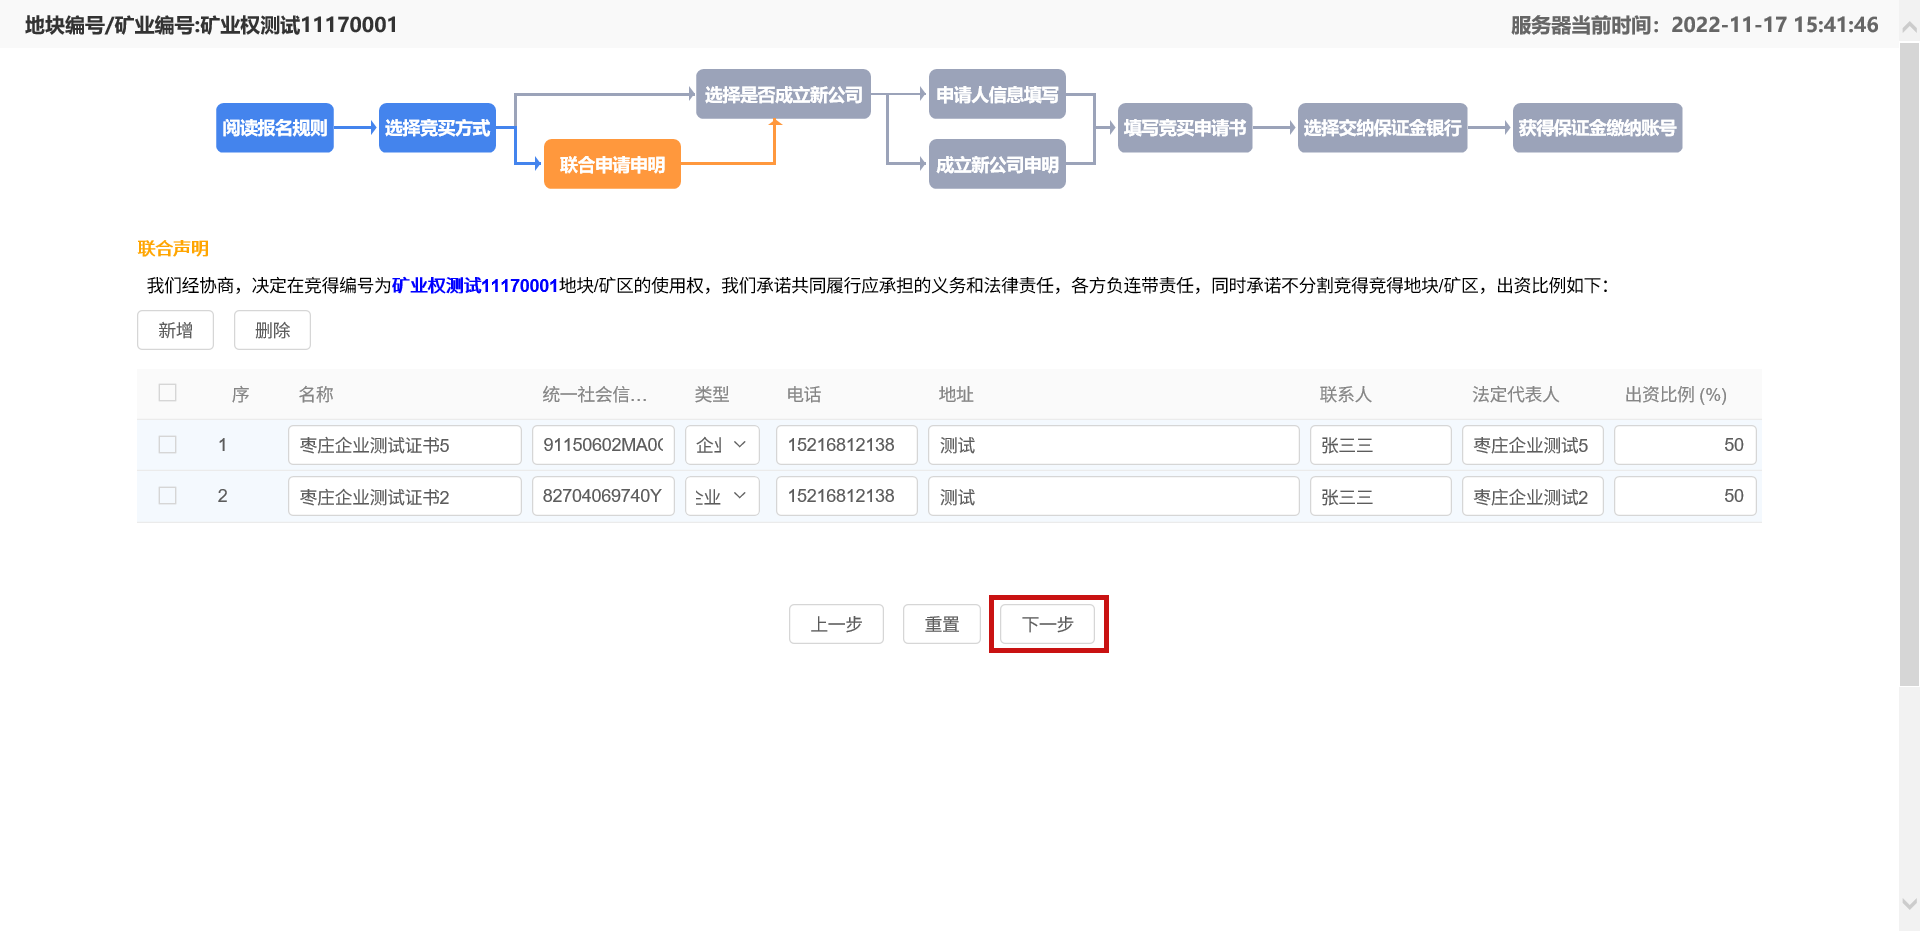 地块编号/矿业编号:矿业权测试11170001
服务器当前时间：2022-11-17 15:41:46
选择是否成立新公司
申请人信息填写
阅读报名规则
选择竞买方式
填写竞买申请书
选择交纳保证金银行
获得保证金缴纳账号
联合申请申明
成立新公司申明
联合声明
我们经协商，决定在竞得编号为矿业权测试11170001地块/矿区的使用权，我们承诺共同履行应承担的义务和法律责任，各方负连带责任，同时承诺不分割竞得竞得地块/矿区，出资比例如下：
新增 删除
序 名称 统一社会信... 类型 电话 地址 联系人 法定代表人 出资比例 (%)
1 枣庄企业测试证书5 91150602MA0 企业 15216812138 测试 张三三 枣庄企业测试5 50
2 枣庄企业测试证书2 82704069740Y 企业 15216812138 测试 张三三 枣庄企业测试2 50
上一步 重置 下一步